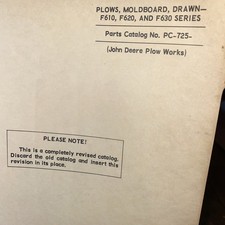 PLOWS, MOLDBOARD, DRAWN—
F610, F620, AND F630 SERIES
Parts Catalog No. PC-725-
(John Deere Plow Works)
PLEASE NOTE!
This is a completely revised catalog.
Discard the old catalog and insert this
revision in its place.